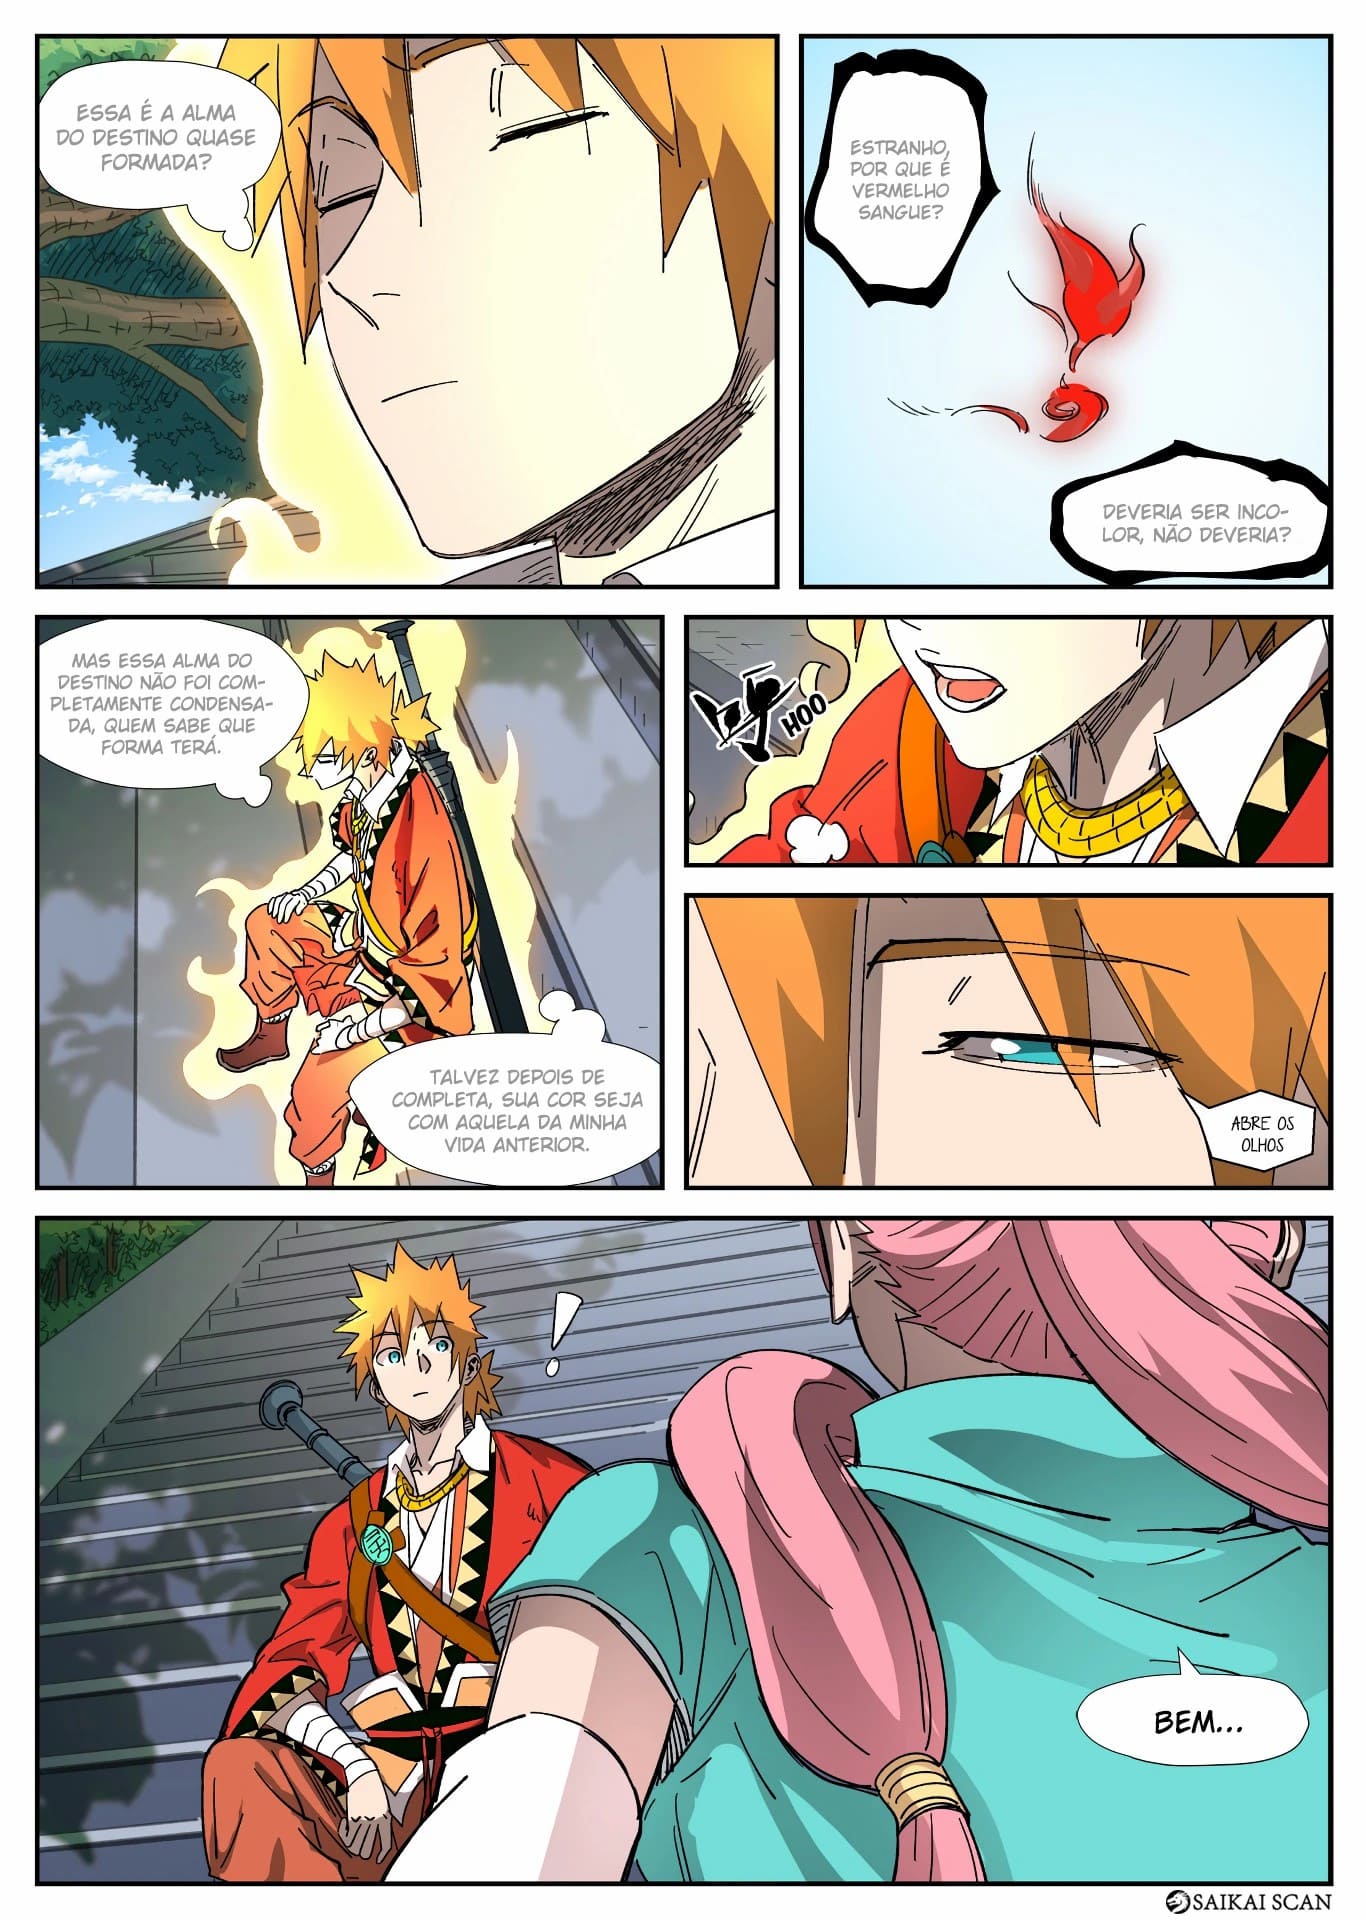 ESSA É A ALMA
DO DESTINO QUASE
FORMADA?
ESTRANHO,
POR QUE É
VERMELHO
SANGUE?
DEVERIA SER INCO-
LOR, NÃO DEVERIA?
MAS ESSA ALMA DO
DESTINO NÃO FOI COM-
PLETAMENTE CONDENSA-
DA, QUEM SABE QUE
FORMA TERÁ.
TALVEZ DEPOIS DE
COMPLETA, SUA COR SEJA
COM AQUELA DA MINHA
VIDA ANTERIOR.
HOO
ABRE OS
OLHOS
!
BEM...
SAIKAI SCAN